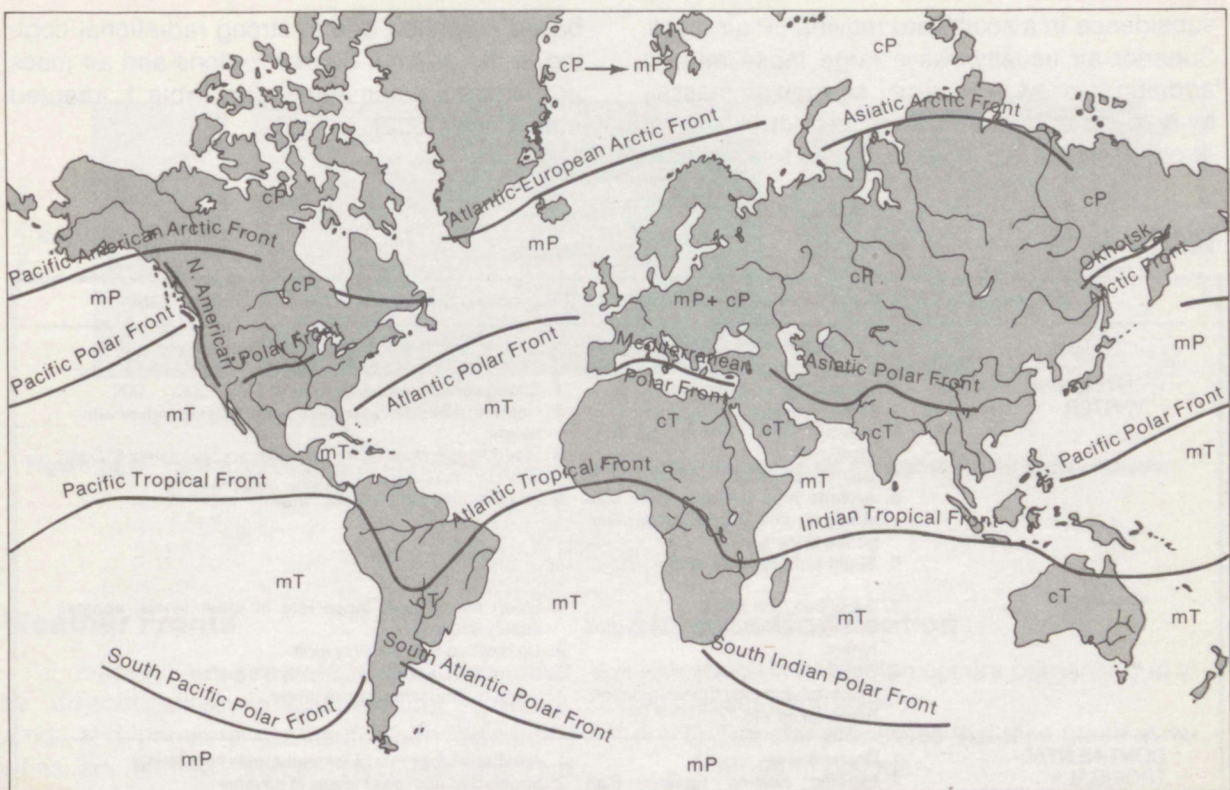 cP
cP → mP
Asiatic Arctic Front
Atlantic-European Arctic Front
cP
cP
mP
Okhotsk
Arctic Front
Pacific American Arctic Front
cP
cP
mP + cP
mP
N. American
mP
Pacific Polar Front
Polar Front
Atlantic Polar Front
Mediterranean
Polar Front
Asiatic Polar Front
mT
mT
cT
cT
cT
Pacific Polar Front
mT
mT
Pacific Tropical Front
Atlantic Tropical Front
mT
Indian Tropical Front
mT
cT
mT
mT
cT
mT
South Pacific Polar Front
South Atlantic Polar Front
South Indian Polar Front
mP
mP